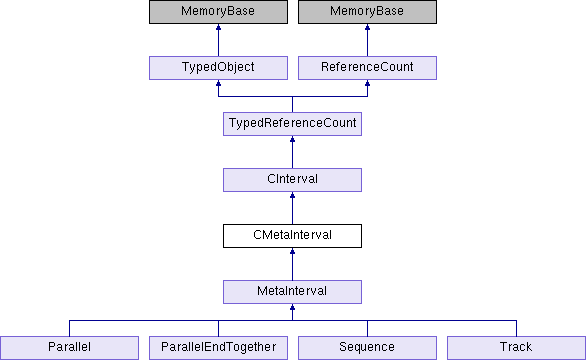 MemoryBase
MemoryBase
TypedObject
ReferenceCount
TypedReferenceCount
CInterval
CMetaInterval
MetaInterval
Parallel
ParallelEndTogether
Sequence
Track